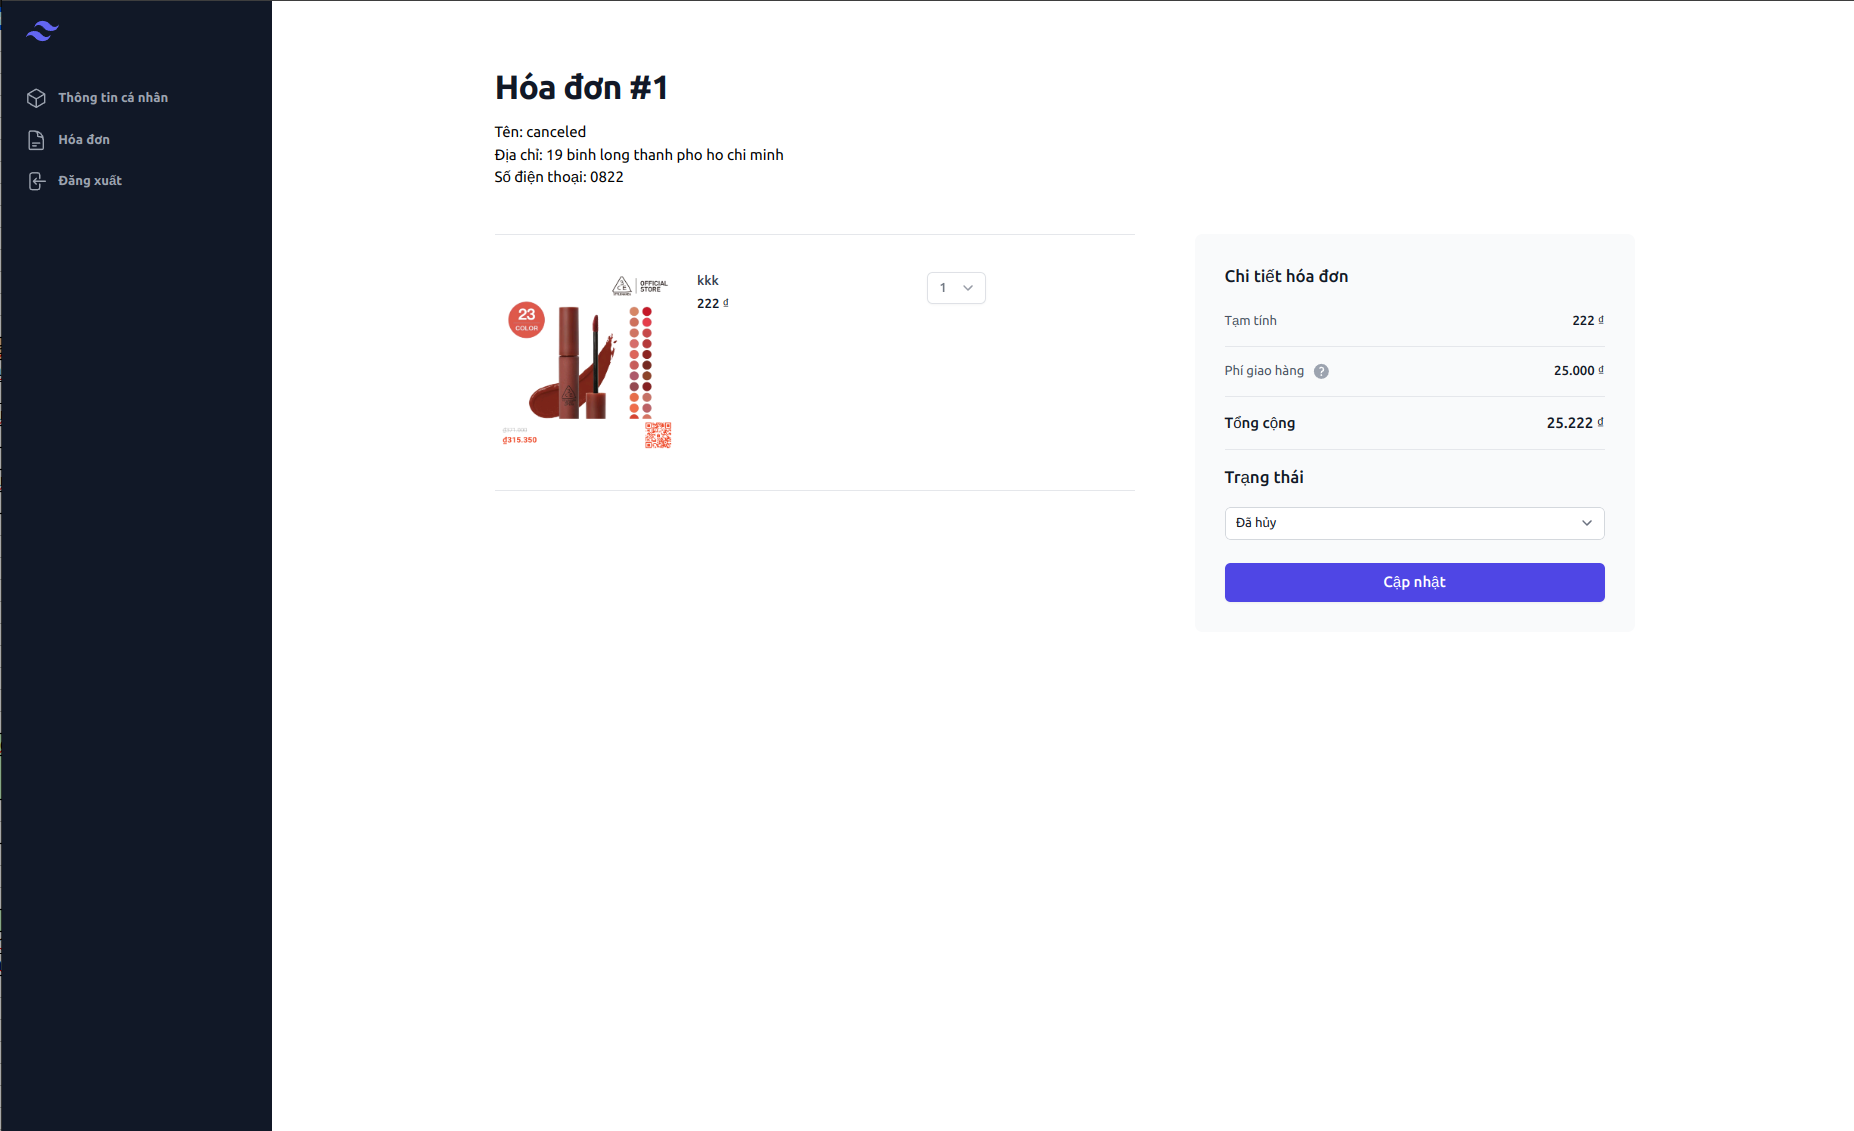 Thông tin cá nhân
Hóa đơn
Đăng xuất
Hóa đơn #1
Tên: canceled
Địa chỉ: 19 binh long thanh pho ho chi minh
Số điện thoại: 0822
3CE
OFFICIAL
STORE
23
COLOR
₫315.350
kkk
222 ₫
1
Chi tiết hóa đơn
Tạm tính
222 ₫
Phí giao hàng ?
25.000 ₫
Tổng cộng
25.222 ₫
Trạng thái
Đã hủy
Cập nhật